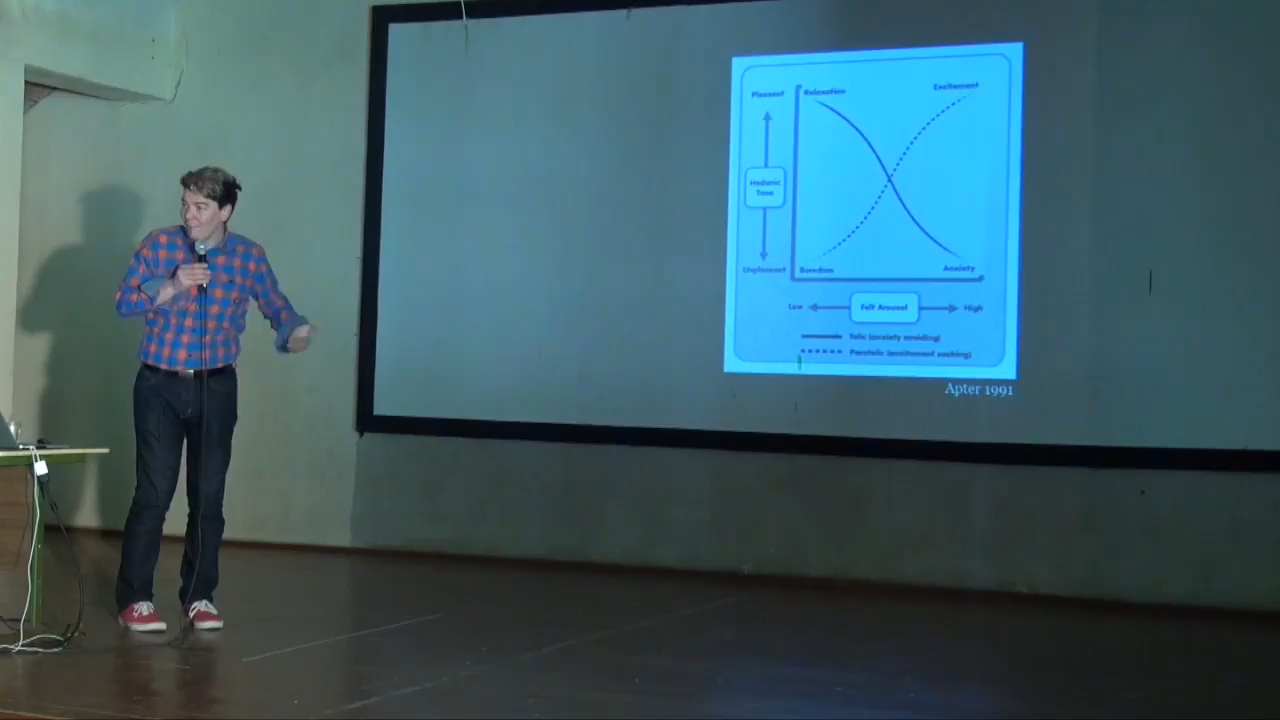 Pleasant
Relaxation
Excitement
Hedonic
Tone
Unpleasant
Boredom
Anxiety
Low
Felt Arousal
High
Telic (anxiety avoiding)
Paratelic (excitement seeking)
Apter 1991